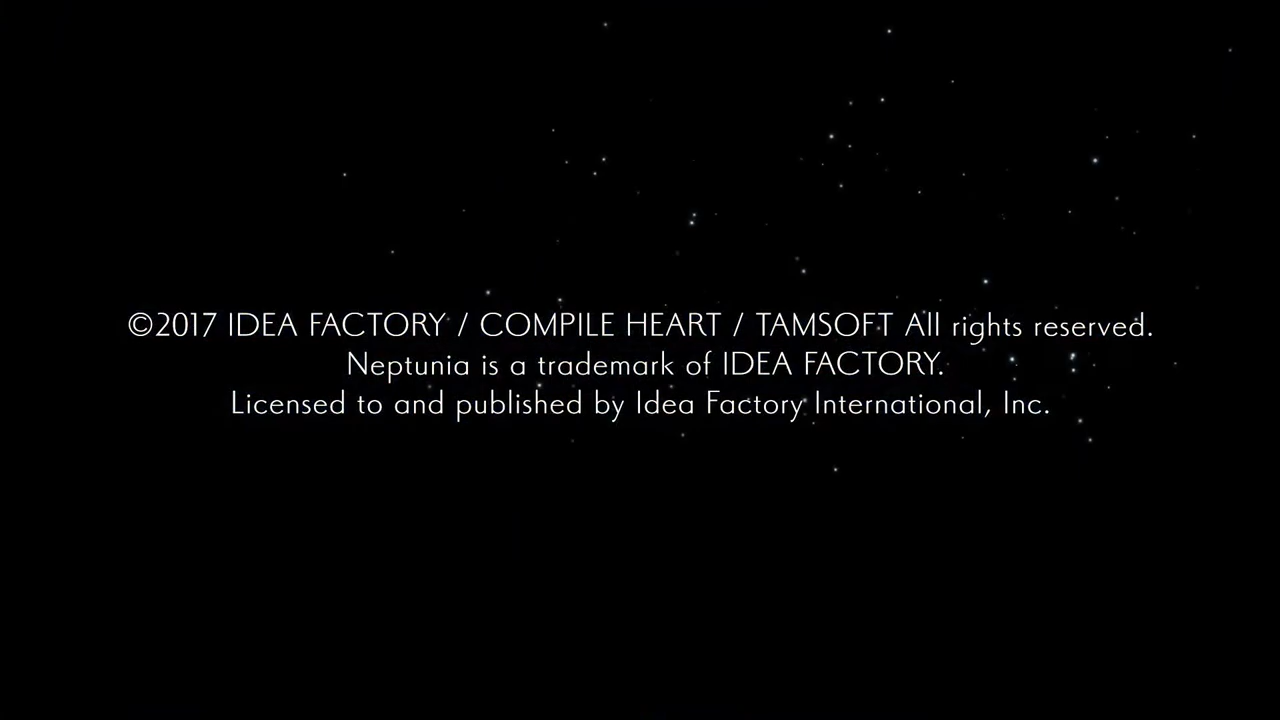 ©2017 IDEA FACTORY / COMPILE HEART / TAMSOFT All rights reserved.
Neptunia is a trademark of IDEA FACTORY.
Licensed to and published by Idea Factory International, Inc.